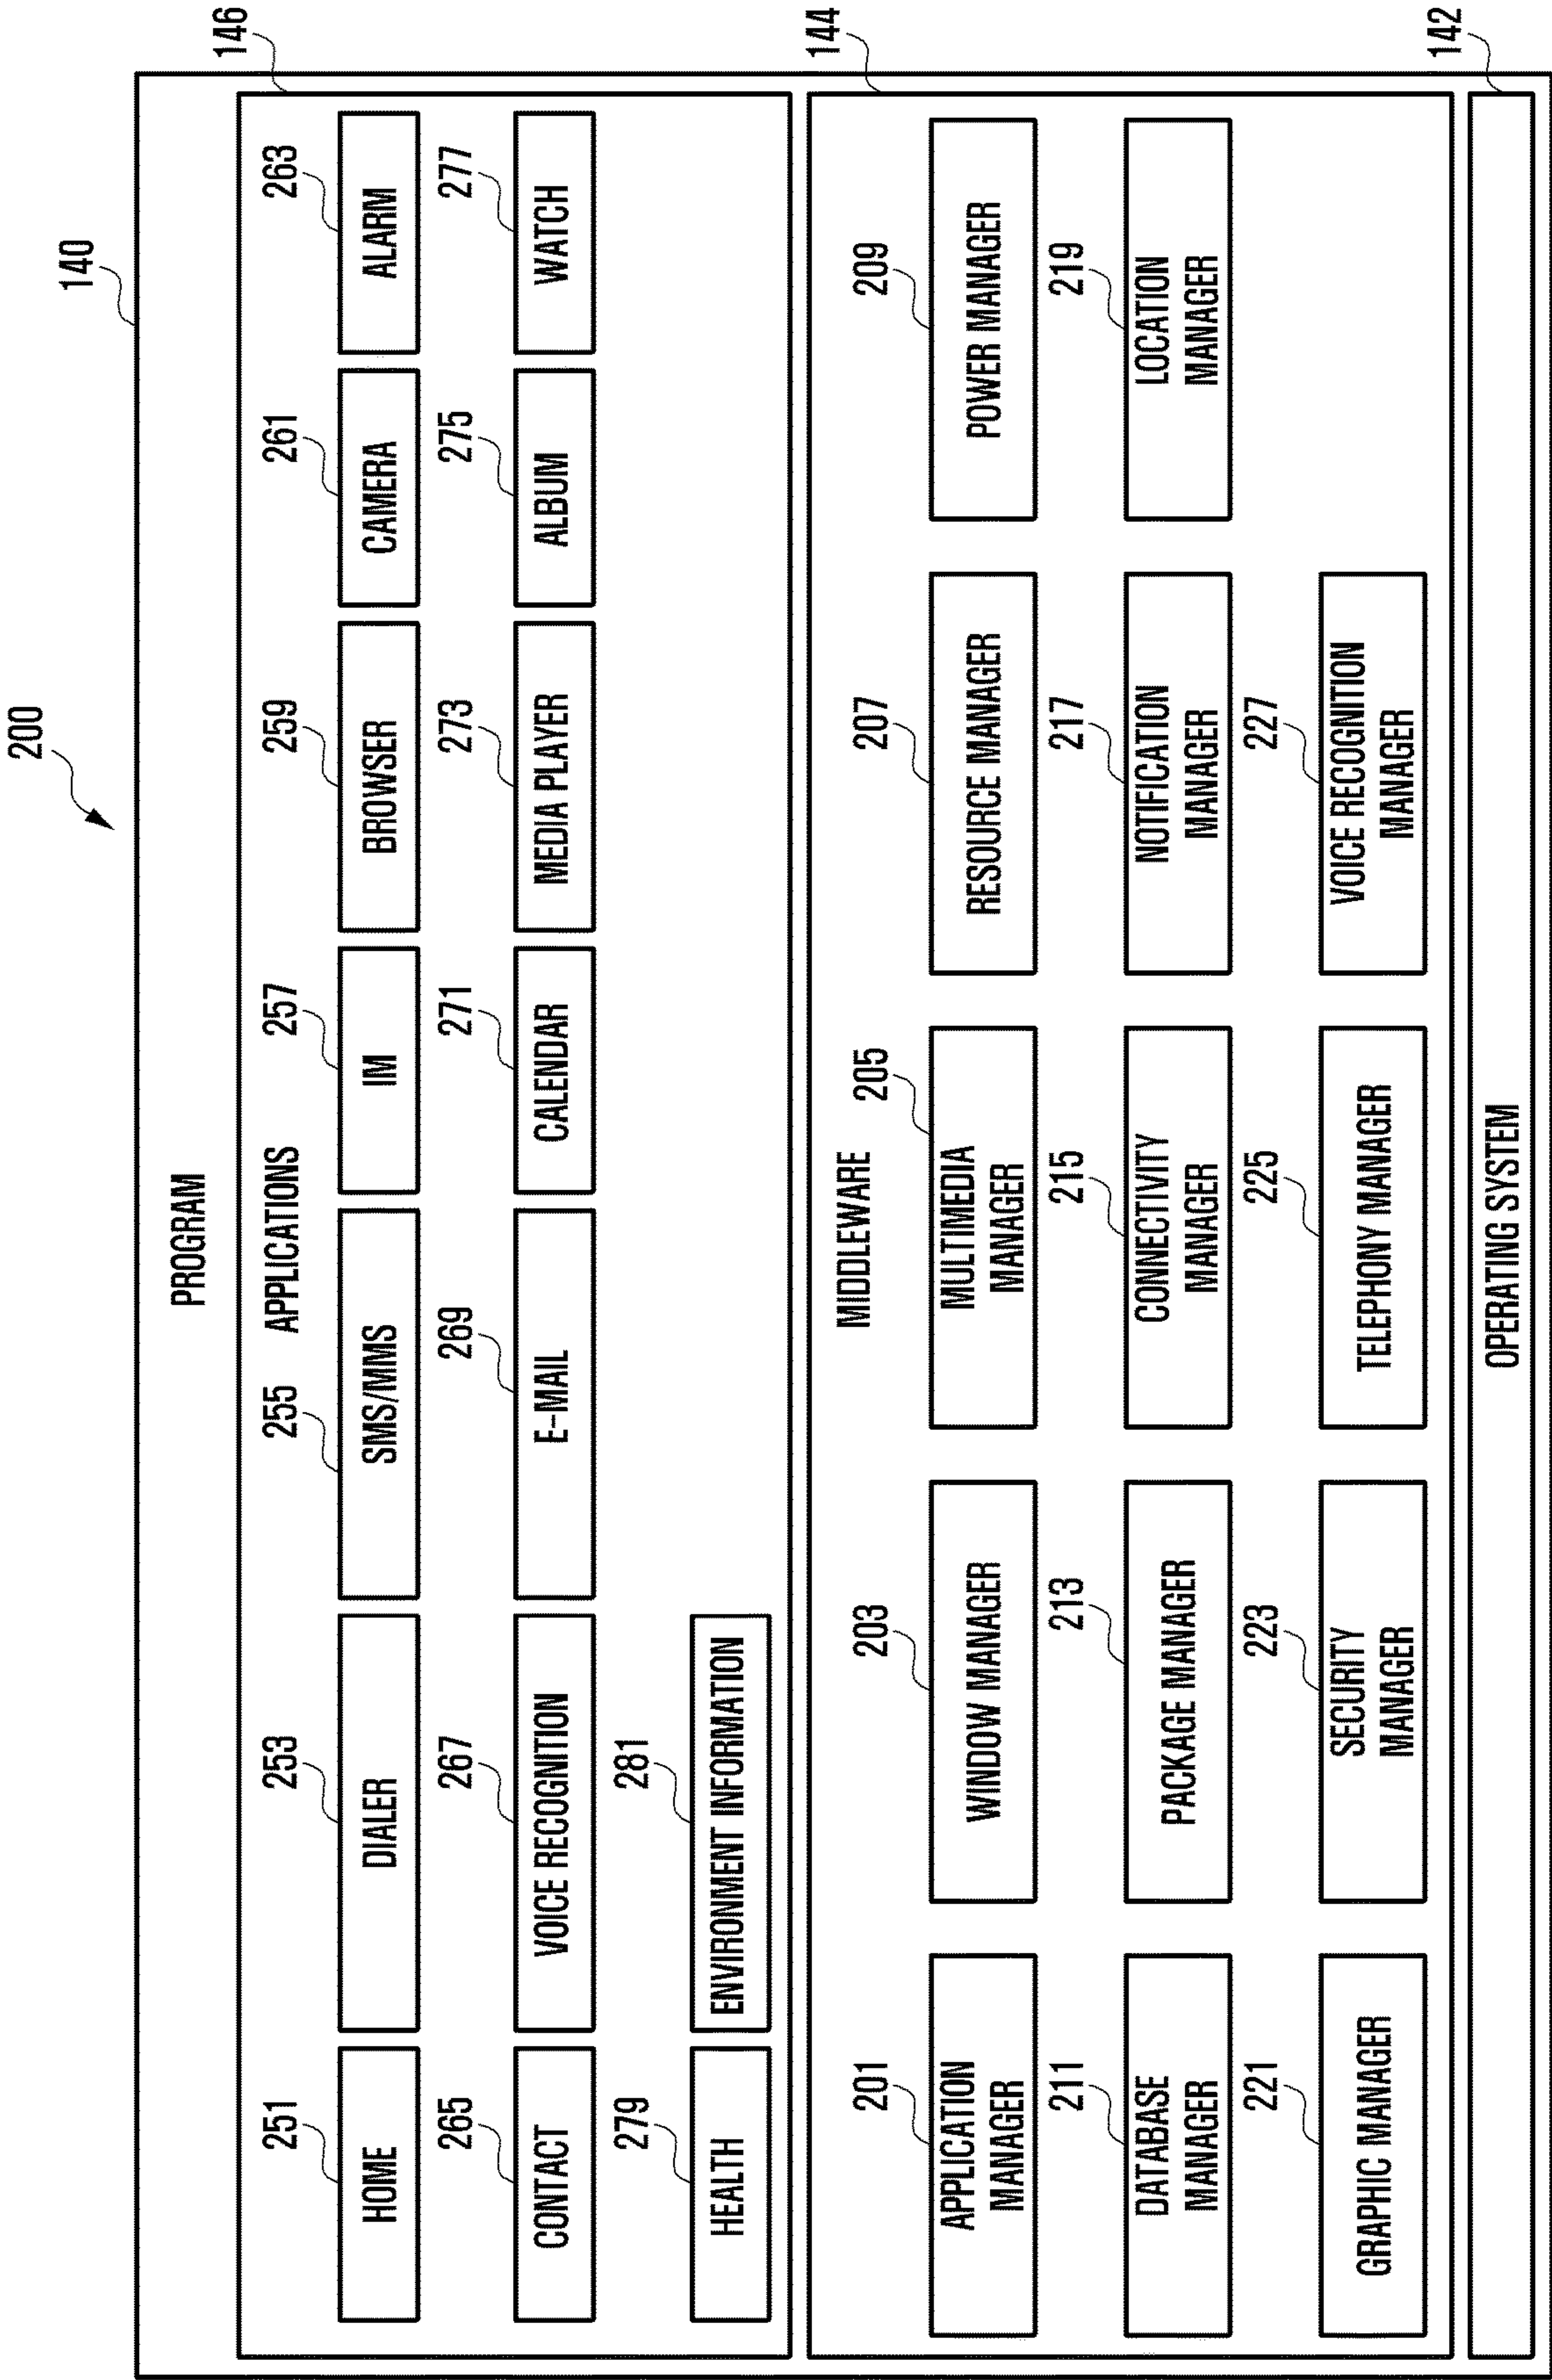 200
140
PROGRAM
146
APPLICATIONS
251
253
255
257
259
261
263
HOME
DIALER
SMS/MMS
IM
BROWSER
CAMERA
ALARM
265
267
269
271
273
275
277
CONTACT
VOICE RECOGNITION
E-MAIL
CALENDAR
MEDIA PLAYER
ALBUM
WATCH
279
281
HEALTH
ENVIRONMENT INFORMATION
144
MIDDLEWARE
201
203
205
207
209
APPLICATION
MANAGER
WINDOW MANAGER
MULTIMEDIA
MANAGER
RESOURCE MANAGER
POWER MANAGER
211
213
215
217
219
DATABASE
MANAGER
PACKAGE MANAGER
CONNECTIVITY
MANAGER
NOTIFICATION
MANAGER
LOCATION
MANAGER
221
223
225
227
GRAPHIC MANAGER
SECURITY
MANAGER
TELEPHONY MANAGER
VOICE RECOGNITION
MANAGER
142
OPERATING SYSTEM